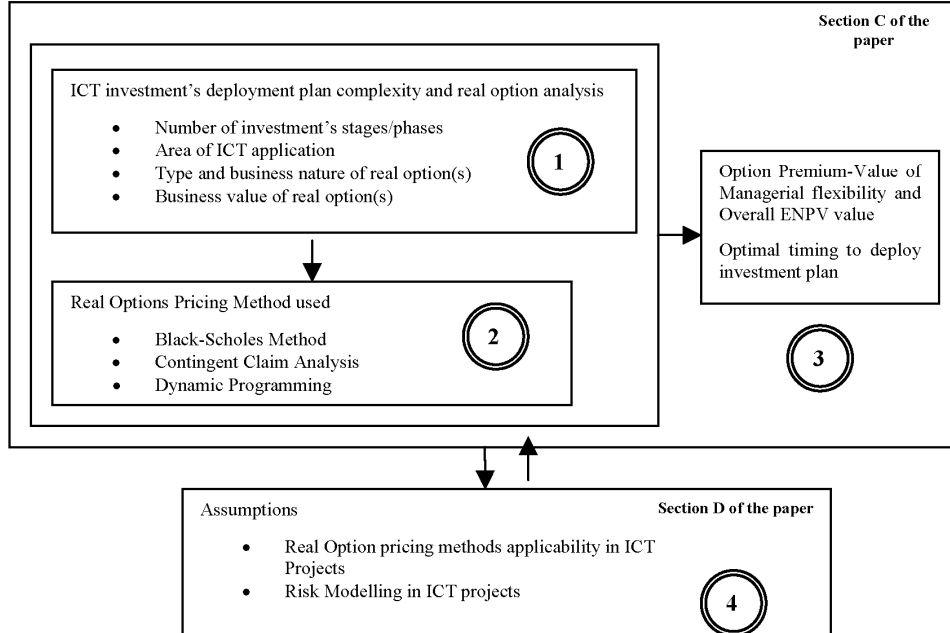 Section C of the
paper
ICT investment's deployment plan complexity and real option analysis
• Number of investment's stages/phases
• Area of ICT application
• Type and business nature of real option(s)
• Business value of real option(s)
1
Real Options Pricing Method used
• Black-Scholes Method
• Contingent Claim Analysis
• Dynamic Programming
2
Option Premium-Value of
Managerial flexibility and
Overall ENPV value
Optimal timing to deploy
investment plan
3
Assumptions
Section D of the paper
• Real Option pricing methods applicability in ICT
Projects
• Risk Modelling in ICT projects
4